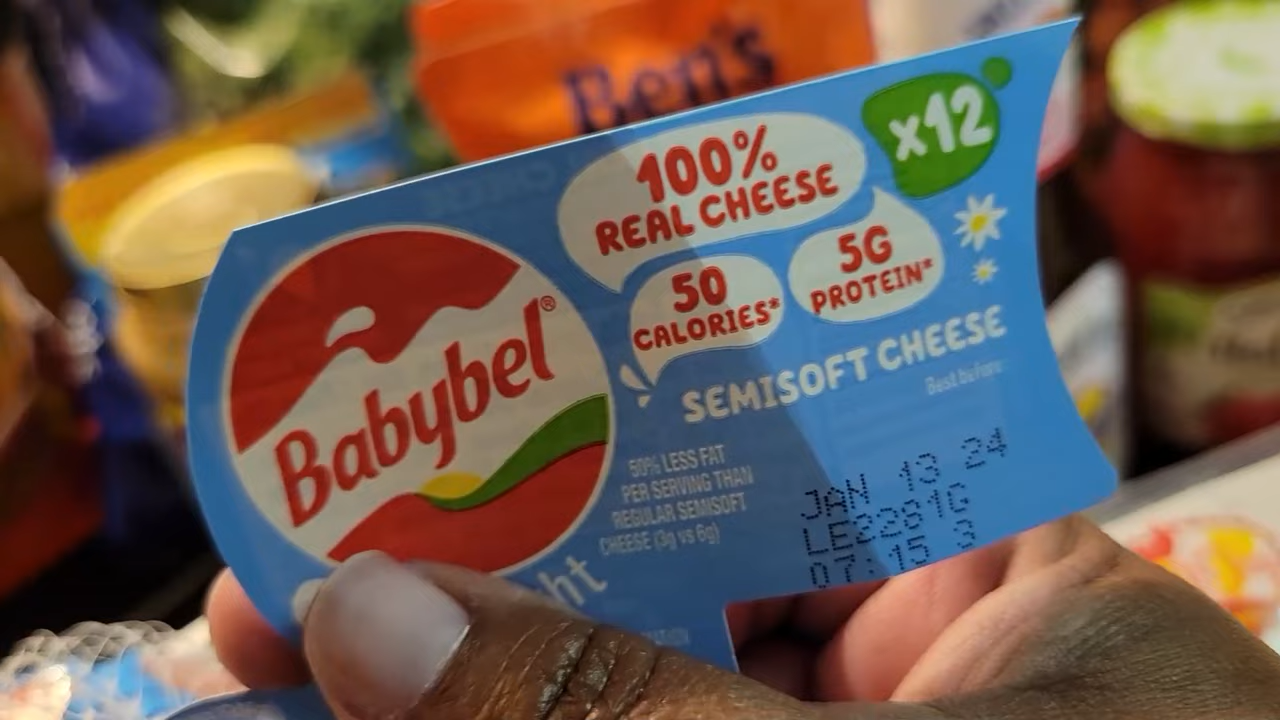 Ben's
x12
100%
REAL CHEESE
50
CALORIES*
5G
PROTEIN*
Babybel®
SEMISOFT CHEESE
Best before
50% LESS FAT
PER SERVING THAN
REGULAR SEMISOFT
CHEESE (3g vs 6g)
JAN 13 24
LE2281G
07:15 3
ght